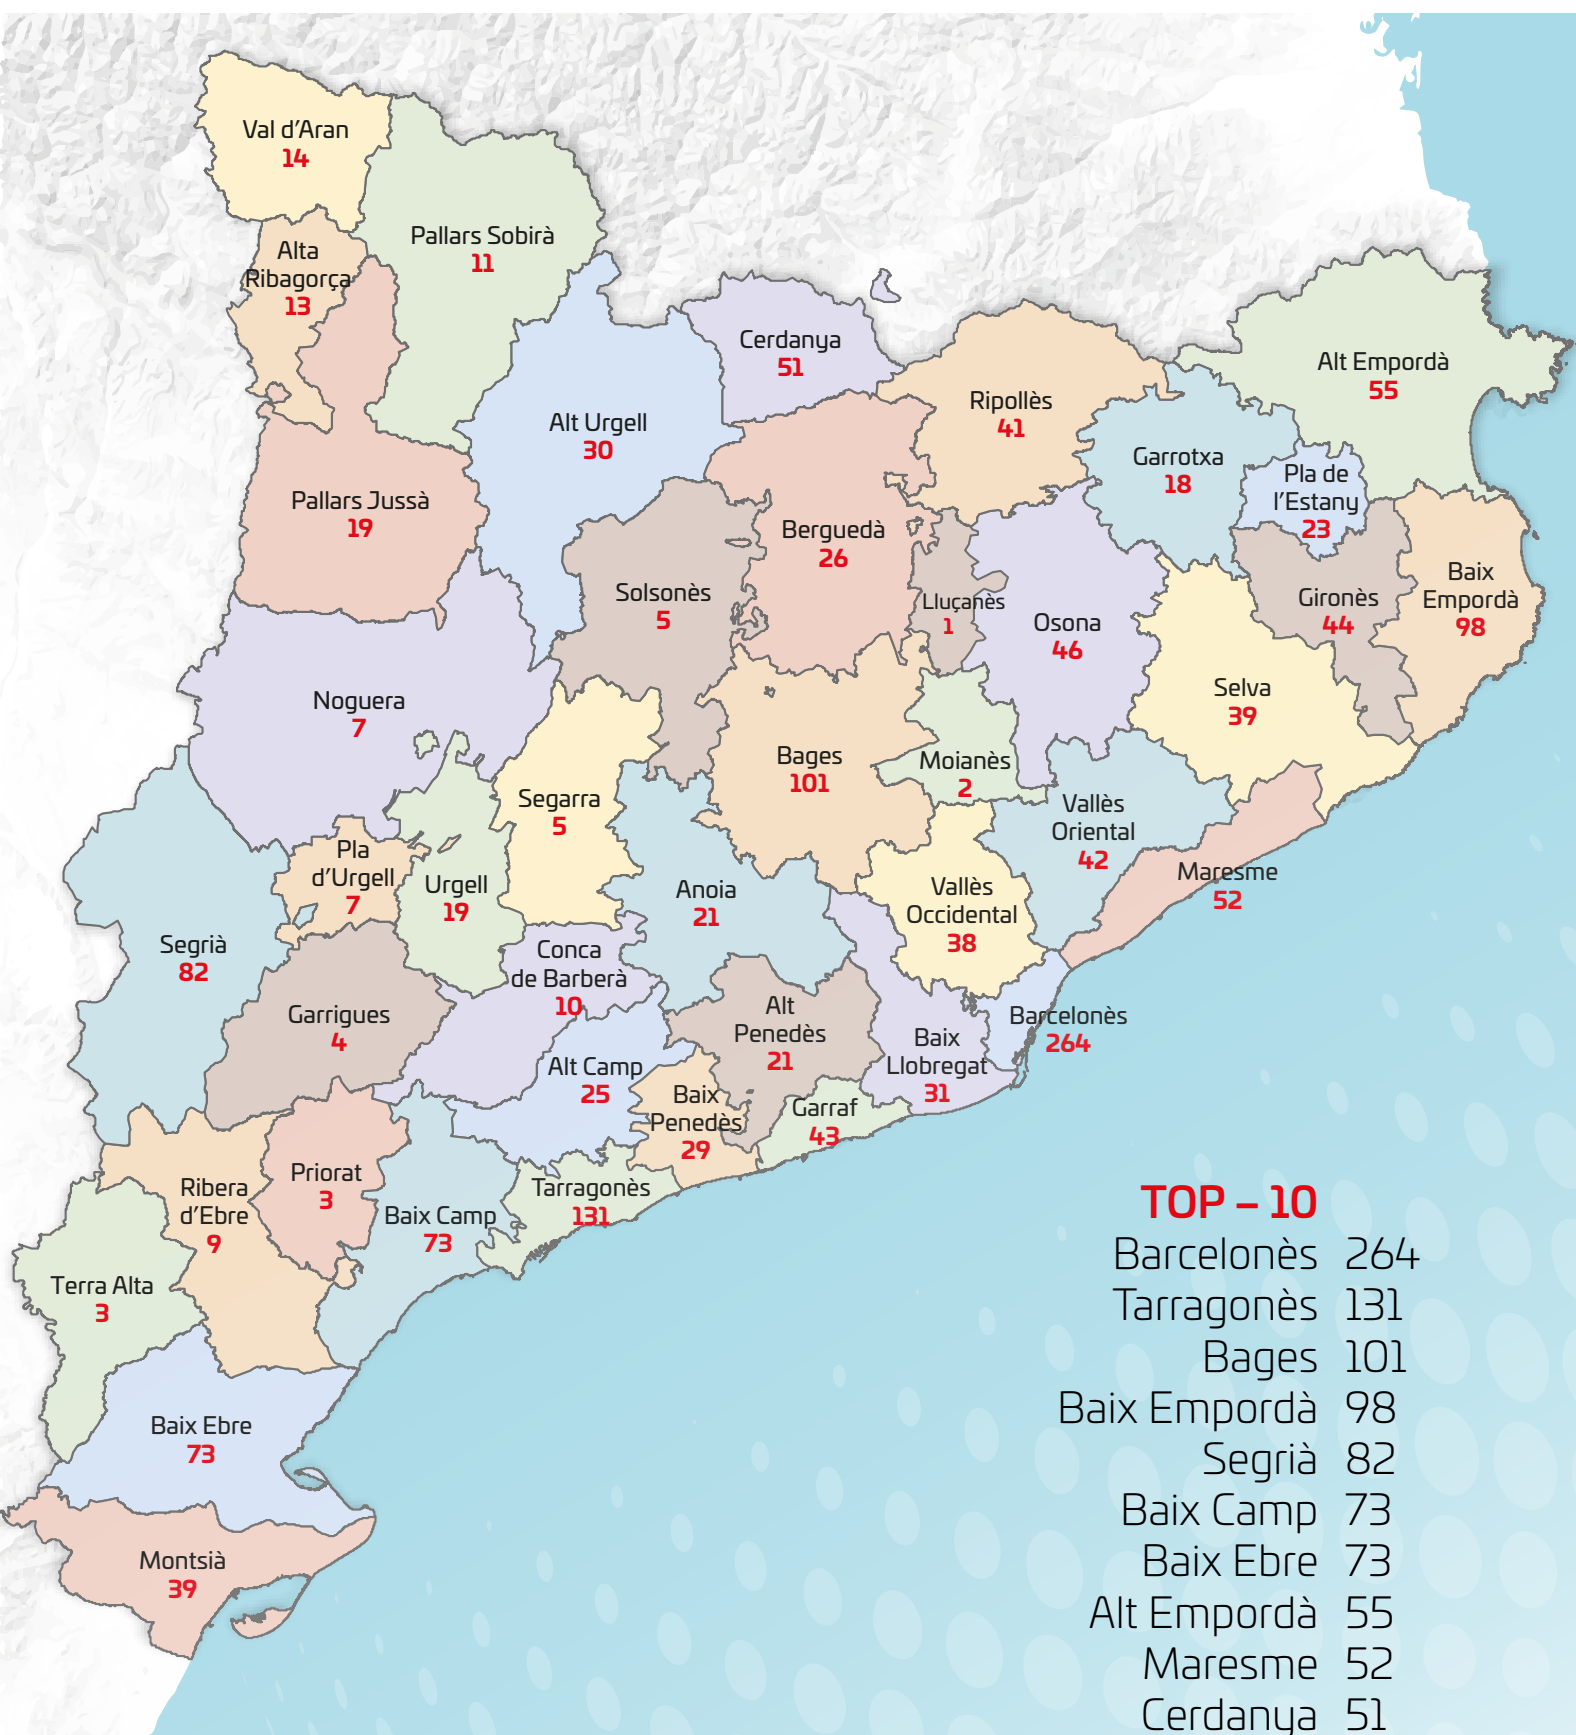 Val d'Aran
14
Pallars Sobirà
11
Alta
Ribagorça
13
Cerdanya
51
Alt Empordà
55
Ripollès
41
Alt Urgell
30
Garrotxa
18
Pla de
l'Estany
23
Pallars Jussà
19
Berguedà
26
Solsonès
5
Lluçanès
1
Osona
46
Gironès
44
Baix
Empordà
98
Noguera
7
Selva
39
Bages
101
Moianès
2
Segarra
5
Vallès
Oriental
42
Pla
d'Urgell
7
Urgell
19
Anoia
21
Vallès
Occidental
38
Maresme
52
Segrià
82
Conca
de Barberà
10
Garrigues
4
Alt
Penedès
21
Baix
Llobregat
31
Barcelonès
264
Alt Camp
25
Baix
Penedès
29
Garraf
43
Priorat
3
Ribera
d'Ebre
9
Baix Camp
73
Tarragonès
131
Terra Alta
3
Baix Ebre
73
Montsià
39
TOP – 10
Barcelonès 264
Tarragonès 131
Bages 101
Baix Empordà 98
Segrià 82
Baix Camp 73
Baix Ebre 73
Alt Empordà 55
Maresme 52
Cerdanya 51